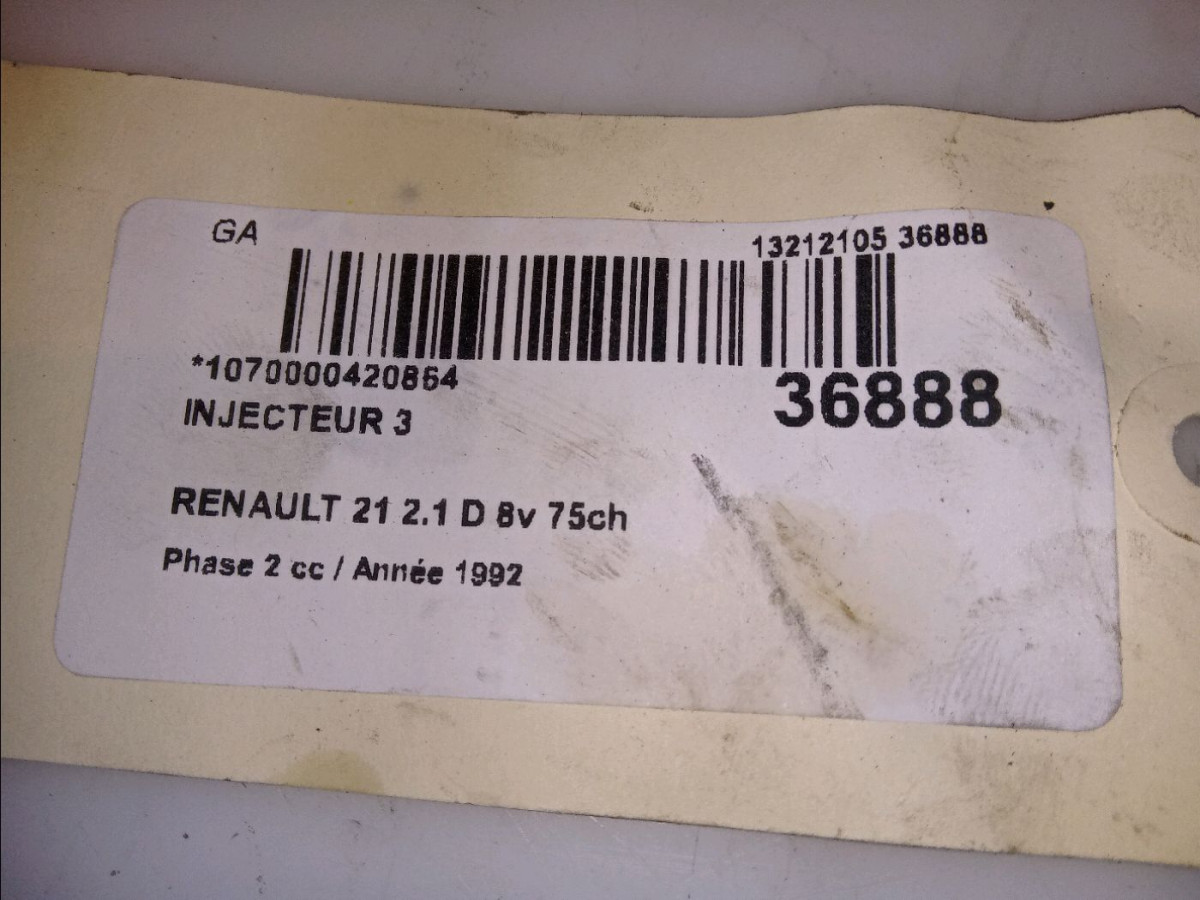 GA
13212105 36888
*1070000420864
36888
INJECTEUR 3
RENAULT 21 2.1 D 8v 75ch
Phase 2 cc / Année 1992